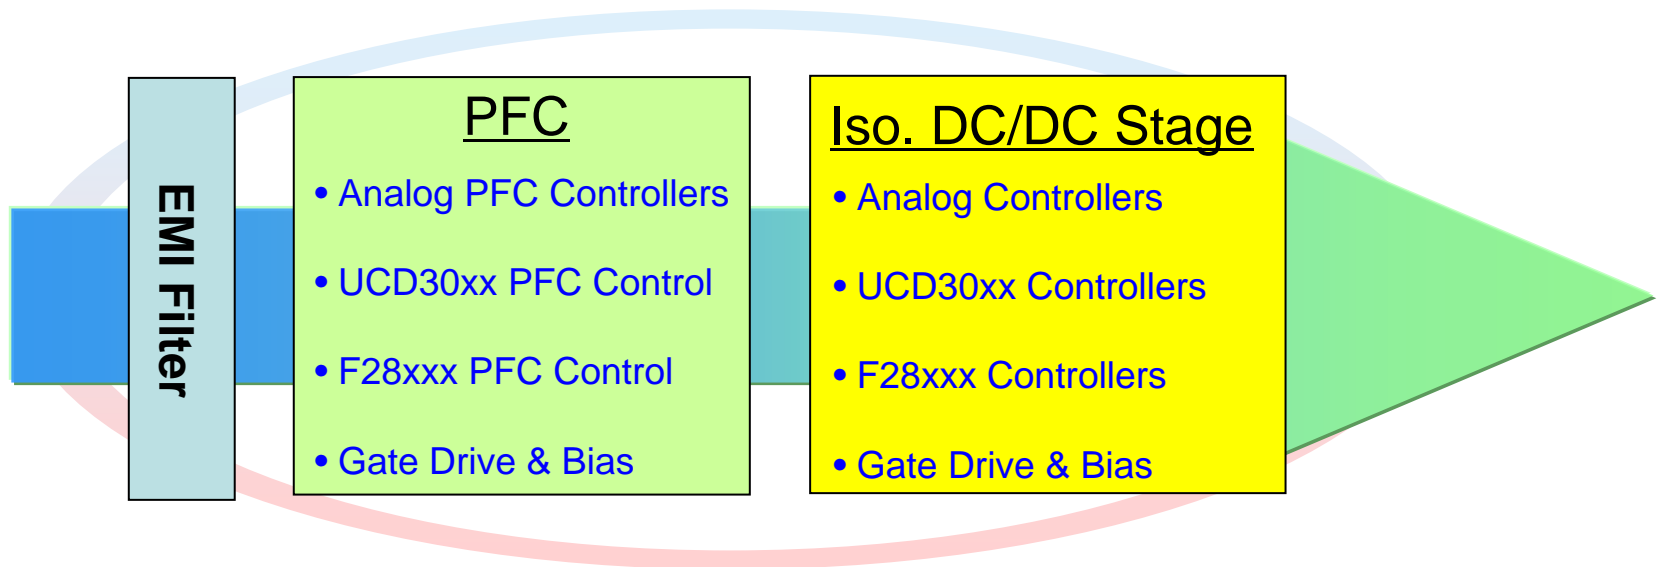 EMI Filter
PFC
• Analog PFC Controllers
• UCD30xx PFC Control
• F28xxx PFC Control
• Gate Drive & Bias
Iso. DC/DC Stage
• Analog Controllers
• UCD30xx Controllers
• F28xxx Controllers
• Gate Drive & Bias